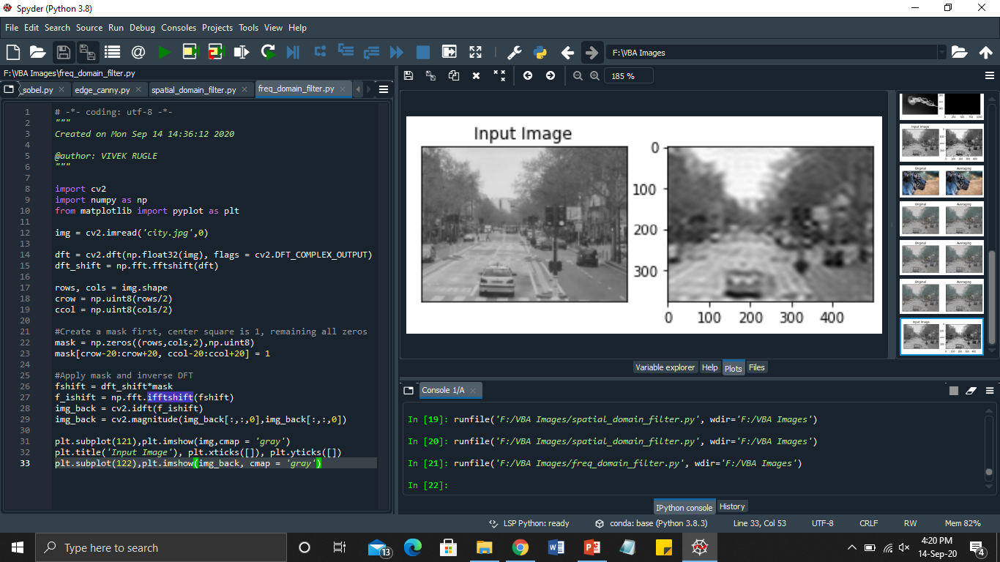 Spyder (Python 3.8)
File Edit Search Source Run Debug Consoles Projects Tools View Help
F:\VBA Images
F:\VBA Images\freq_domain_filter.py
_sobel.py edge_canny.py spatial_domain_filter.py freq_domain_filter.py
1 # -*- coding: utf-8 -*-
2 """
3 Created on Mon Sep 14 14:36:12 2020
4
5 @author: VIVEK RUGLE
6 """
7
8 import cv2
9 import numpy as np
10 from matplotlib import pyplot as plt
11
12 img = cv2.imread('city.jpg',0)
13
14 dft = cv2.dft(np.float32(img), flags = cv2.DFT_COMPLEX_OUTPUT)
15 dft_shift = np.fft.fftshift(dft)
16
17 rows, cols = img.shape
18 crow = np.uint8(rows/2)
19 ccol = np.uint8(cols/2)
20
21 #Create a mask first, center square is 1, remaining all zeros
22 mask = np.zeros((rows,cols,2),np.uint8)
23 mask[crow-20:crow+20, ccol-20:ccol+20] = 1
24
25 #Apply mask and inverse DFT
26 fshift = dft_shift*mask
27 f_ishift = np.fft.ifftshift(fshift)
28 img_back = cv2.idft(f_ishift)
29 img_back = cv2.magnitude(img_back[:,:,0],img_back[:,:,0])
30
31 plt.subplot(121),plt.imshow(img,cmap = 'gray')
32 plt.title('Input Image'), plt.xticks([]), plt.yticks([])
33 plt.subplot(122),plt.imshow(img_back, cmap = 'gray')
185 %
Input Image
0
100
200
300
0 100 200 300 400
Input Image
Original Averaging
Original Averaging
Original Averaging
Original Averaging
Input Image
Variable explorer Help Plots Files
Console 1/A
In [19]: runfile('F:/VBA Images/spatial_domain_filter.py', wdir='F:/VBA Images')
In [20]: runfile('F:/VBA Images/spatial_domain_filter.py', wdir='F:/VBA Images')
In [21]: runfile('F:/VBA Images/freq_domain_filter.py', wdir='F:/VBA Images')
In [22]:
IPython console History
LSP Python: ready conda: base (Python 3.8.3) Line 33, Col 53 UTF-8 CRLF RW Mem 82%
Type here to search
13
4:20 PM
14-Sep-20
4